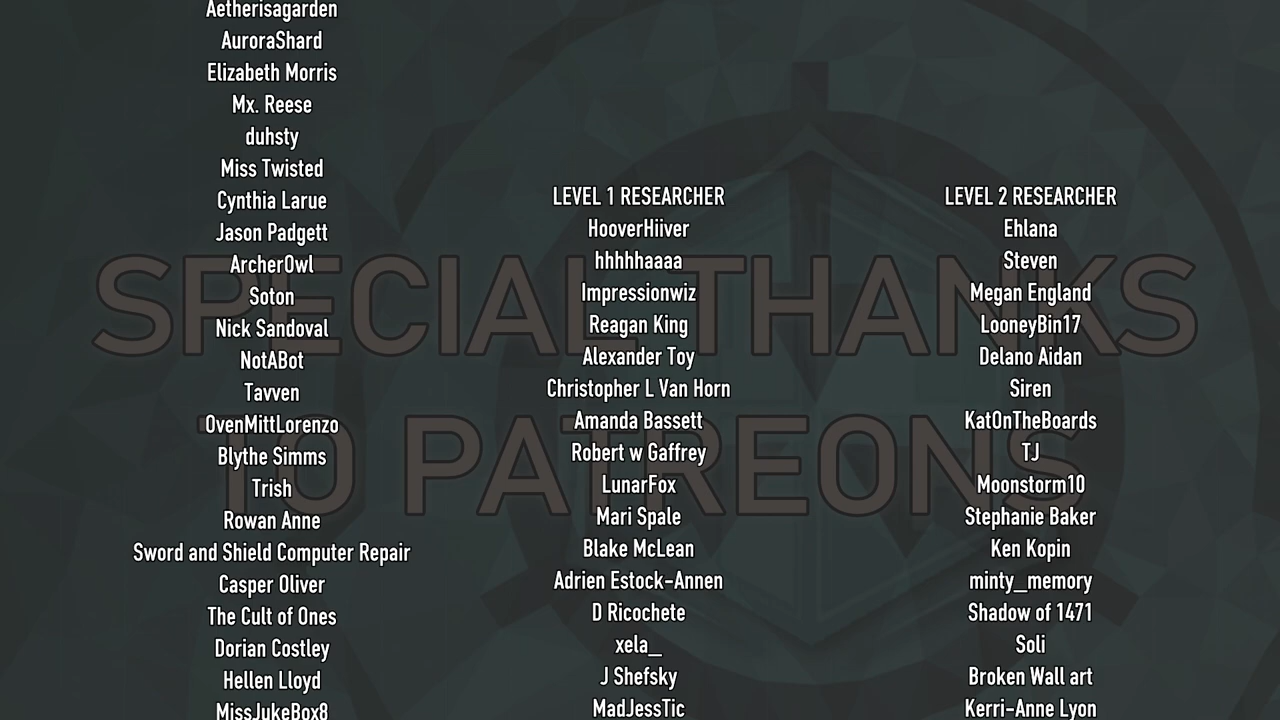 Aetherisagarden
AuroraShard
Elizabeth Morris
Mx. Reese
duhsty
Miss Twisted
Cynthia Larue
Jason Padgett
ArcherOwl
Soton
Nick Sandoval
NotABot
Tavven
OvenMittLorenzo
Blythe Simms
Trish
Rowan Anne
Sword and Shield Computer Repair
Casper Oliver
The Cult of Ones
Dorian Costley
Hellen Lloyd
MissJukeBox8
LEVEL 1 RESEARCHER
HooverHiiver
hhhhhaaaa
Impressionwiz
Reagan King
Alexander Toy
Christopher L Van Horn
Amanda Bassett
Robert w Gaffrey
LunarFox
Mari Spale
Blake McLean
Adrien Estock-Annen
D Ricochete
xela_
J Shefsky
MadJessTic
LEVEL 2 RESEARCHER
Ehlana
Steven
Megan England
LooneyBin17
Delano Aidan
Siren
KatOnTheBoards
TJ
Moonstorm10
Stephanie Baker
Ken Kopin
minty_memory
Shadow of 1471
Soli
Broken Wall art
Kerri-Anne Lyon
SPECIAL THANKS
TO PATREONS